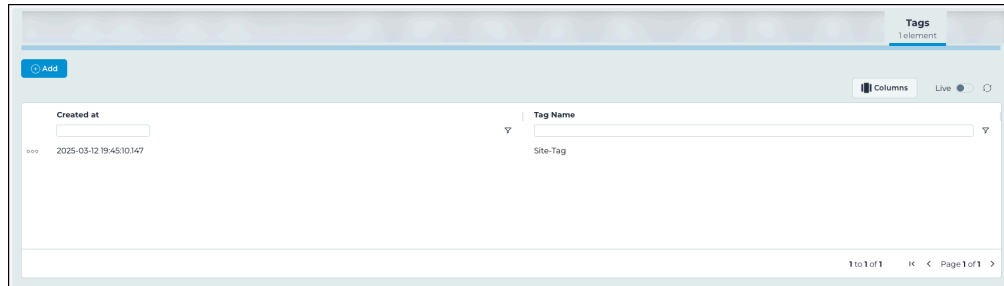 Tags
1 element
Add
Columns
Live
Created at
Tag Name
2025-03-12 19:45:10.147
Site-Tag
1 to 1 of 1
Page 1 of 1